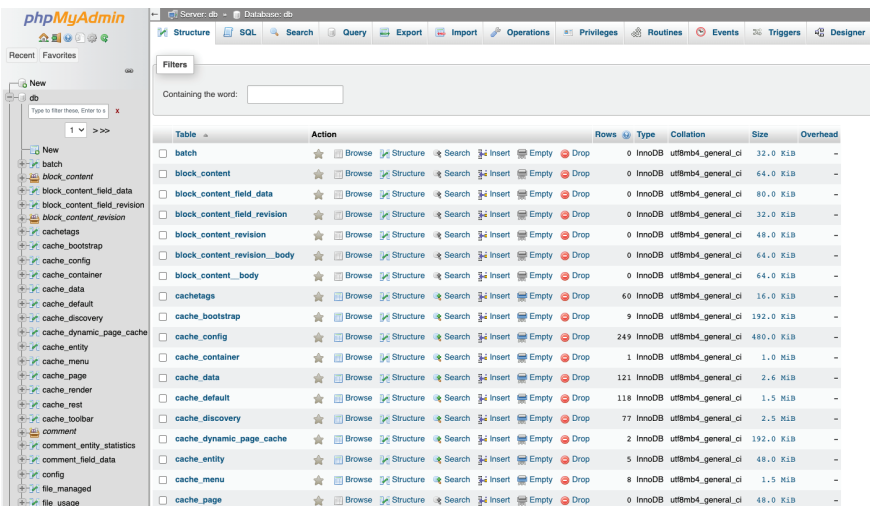 phpMyAdmin
Recent Favorites
New
db
Type to filter these, Enter to s X
1 >>>
New
batch
block_content
block_content_field_data
block_content_field_revision
block_content_revision
cachetags
cache_bootstrap
cache_config
cache_container
cache_data
cache_default
cache_discovery
cache_dynamic_page_cache
cache_entity
cache_menu
cache_page
cache_render
cache_rest
cache_toolbar
comment
comment_entity_statistics
comment_field_data
config
file_managed
file_usage
Server: db » Database: db
Structure SQL Search Query Export Import Operations Privileges Routines Events Triggers Designer
Filters
Containing the word:
Table Action Rows Type Collation Size Overhead
batch Browse Structure Search Insert Empty Drop 0 InnoDB utf8mb4_general_ci 32.0 KiB -
block_content Browse Structure Search Insert Empty Drop 0 InnoDB utf8mb4_general_ci 64.0 KiB -
block_content_field_data Browse Structure Search Insert Empty Drop 0 InnoDB utf8mb4_general_ci 80.0 KiB -
block_content_field_revision Browse Structure Search Insert Empty Drop 0 InnoDB utf8mb4_general_ci 32.0 KiB -
block_content_revision Browse Structure Search Insert Empty Drop 0 InnoDB utf8mb4_general_ci 48.0 KiB -
block_content_revision__body Browse Structure Search Insert Empty Drop 0 InnoDB utf8mb4_general_ci 64.0 KiB -
block_content__body Browse Structure Search Insert Empty Drop 0 InnoDB utf8mb4_general_ci 64.0 KiB -
cachetags Browse Structure Search Insert Empty Drop 60 InnoDB utf8mb4_general_ci 16.0 KiB -
cache_bootstrap Browse Structure Search Insert Empty Drop 9 InnoDB utf8mb4_general_ci 192.0 KiB -
cache_config Browse Structure Search Insert Empty Drop 249 InnoDB utf8mb4_general_ci 480.0 KiB -
cache_container Browse Structure Search Insert Empty Drop 1 InnoDB utf8mb4_general_ci 1.0 MiB -
cache_data Browse Structure Search Insert Empty Drop 121 InnoDB utf8mb4_general_ci 2.6 MiB -
cache_default Browse Structure Search Insert Empty Drop 118 InnoDB utf8mb4_general_ci 1.5 MiB -
cache_discovery Browse Structure Search Insert Empty Drop 77 InnoDB utf8mb4_general_ci 2.5 MiB -
cache_dynamic_page_cache Browse Structure Search Insert Empty Drop 2 InnoDB utf8mb4_general_ci 192.0 KiB -
cache_entity Browse Structure Search Insert Empty Drop 5 InnoDB utf8mb4_general_ci 48.0 KiB -
cache_menu Browse Structure Search Insert Empty Drop 8 InnoDB utf8mb4_general_ci 1.5 MiB -
cache_page Browse Structure Search Insert Empty Drop 0 InnoDB utf8mb4_general_ci 48.0 KiB -